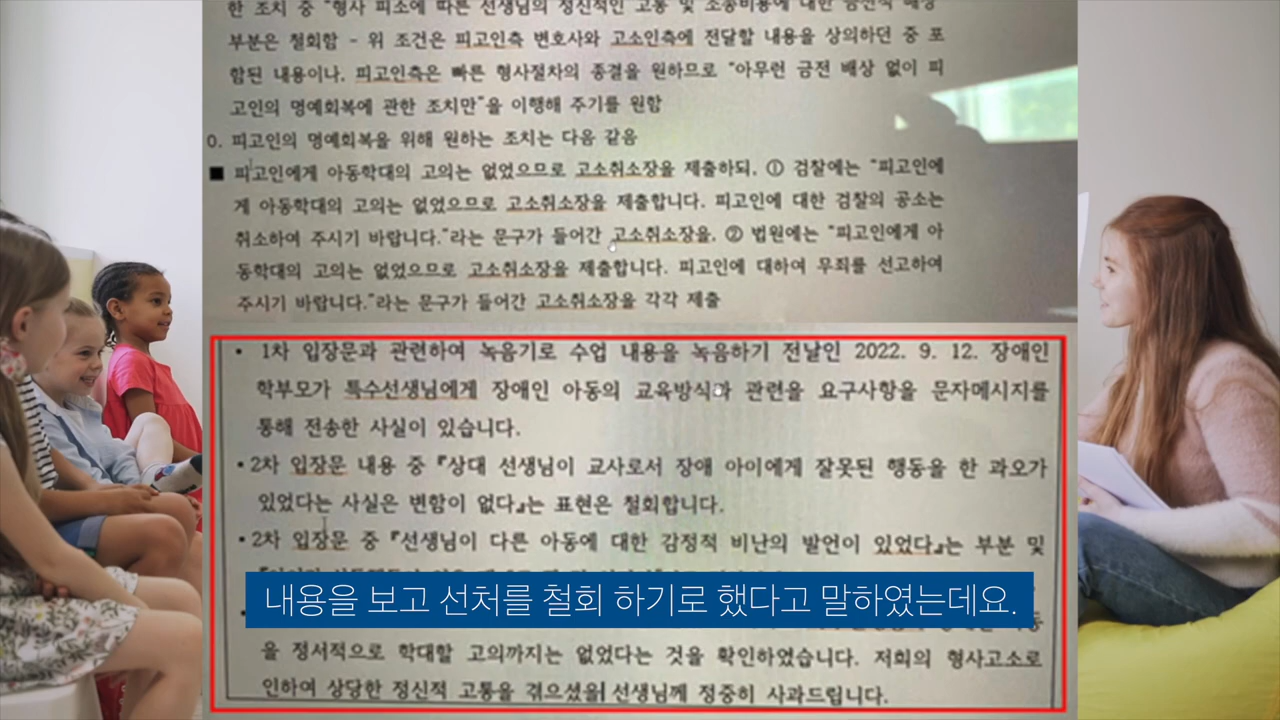 한 조치 중 "형사 피소에 따른 선생님의 정신적인 고통 및 소송비용에 대한 금전적 배상
부분은 철회함 - 위 조건은 피고인측 변호사와 고소인측에 전달할 내용을 상의하던 중 포
함된 내용이나, 피고인측은 빠른 형사절차의 종결을 원하므로 "아무런 금전 배상 없이 피
고인의 명예회복에 관한 조치만"을 이행해 주기를 원함
0. 피고인의 명예회복을 위해 원하는 조치는 다음 같음
■ 피고인에게 아동학대의 고의는 없었으므로 고소취소장을 제출하되, ① 검찰에는 "피고인에
게 아동학대의 고의는 없었으므로 고소취소장을 제출합니다. 피고인에 대한 검찰의 공소는
취소하여 주시기 바랍니다."라는 문구가 들어간 고소취소장을, ② 법원에는 "피고인에게 아
동학대의 고의는 없었으므로 고소취소장을 제출합니다. 피고인에 대하여 무죄를 선고하여
주시기 바랍니다."라는 문구가 들어간 고소취소장을 각각 제출
• 1차 입장문과 관련하여 녹음기로 수업 내용을 녹음하기 전날인 2022. 9. 12. 장애인
학부모가 특수선생님에게 장애인 아동의 교육방식과 관련을 요구사항을 문자메시지를
통해 전송한 사실이 있습니다.
• 2차 입장문 내용 중 『상대 선생님이 교사로서 장애 아이에게 잘못된 행동을 한 과오가
있었다는 사실은 변함이 없다』는 표현은 철회합니다.
• 2차 입장문 중 『선생님이 다른 아동에 대한 감정적 비난의 발언이 있었다』는 부분 및
내용을 보고 선처를 철회 하기로 했다고 말하였는데요.
을 정서적으로 학대할 고의까지는 없었다는 것을 확인하였습니다. 저희의 형사고소로
인하여 상당한 정신적 고통을 겪으셨을 선생님께 정중히 사과드립니다.